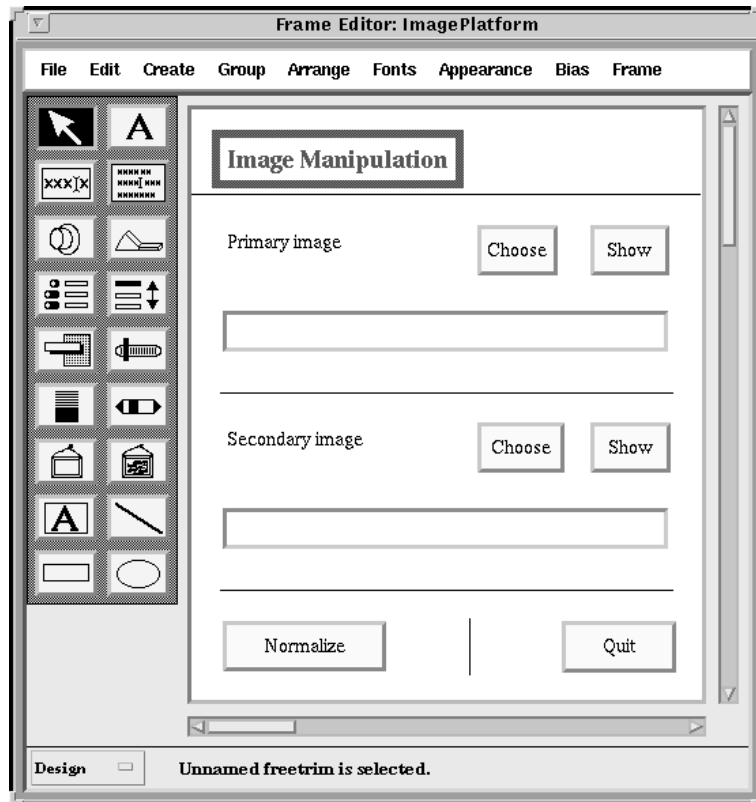 Frame Editor: ImagePlatform
File Edit Create Group Arrange Fonts Appearance Bias Frame
A
xxx x
Image Manipulation
Primary image Choose Show
Secondary image Choose Show
A
Normalize Quit
Design Unnamed freetrim is selected.